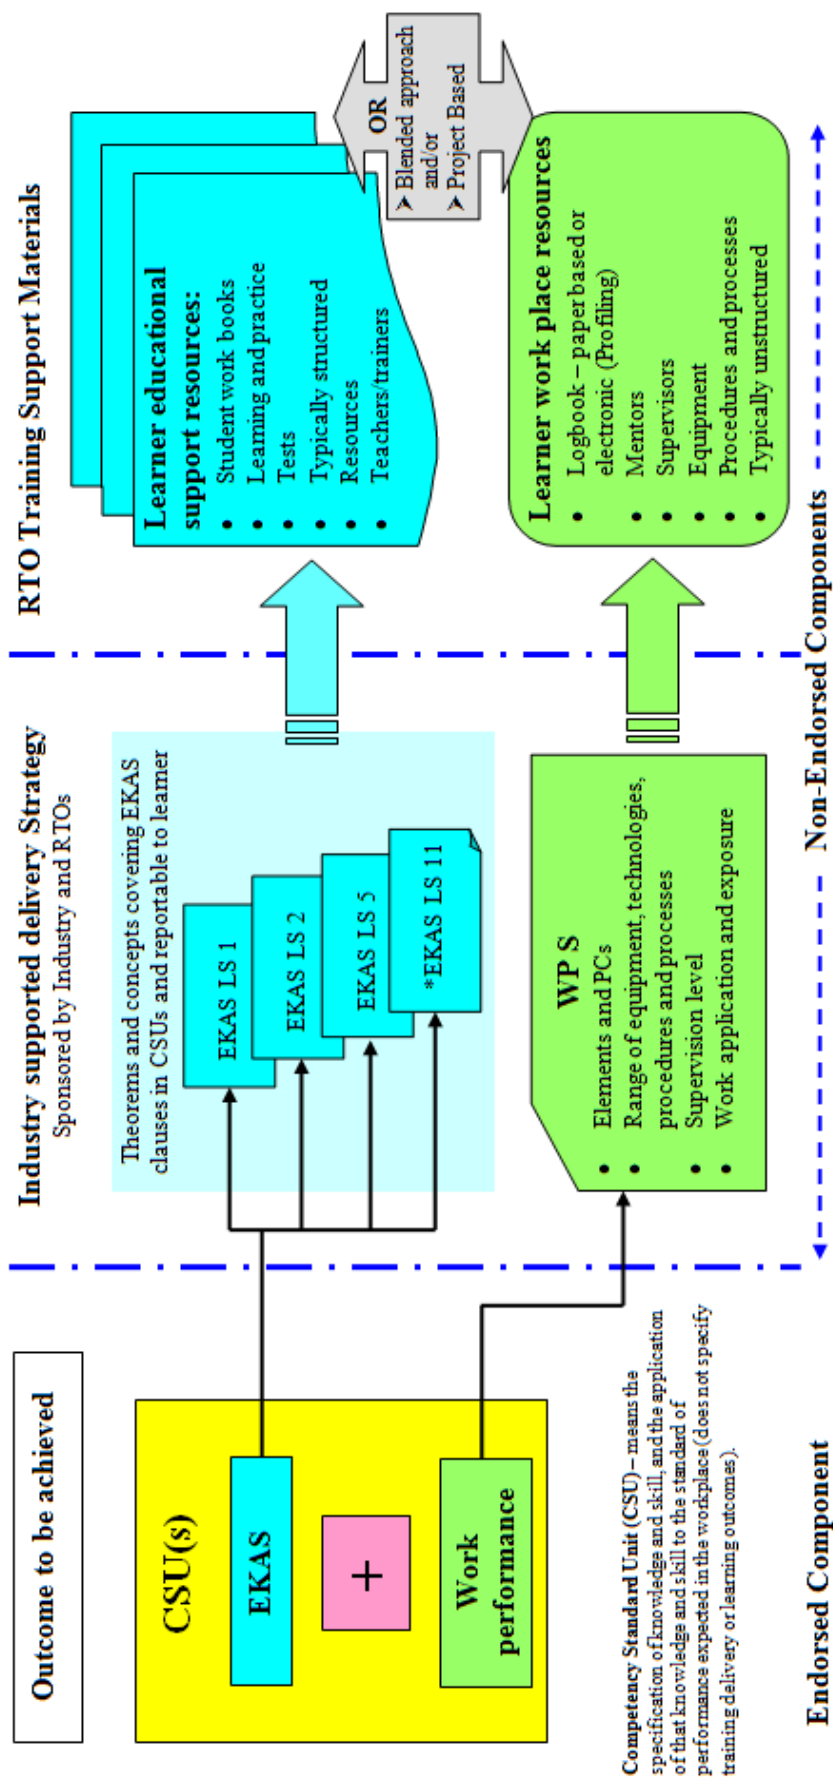 Outcome to be achieved
CSU(s)
EKAS
+
Work
performance
Competency Standard Unit (CSU) – means the
specification of knowledge and skill, and the application
of that knowledge and skill to the standard of
performance expected in the workplace (does not specify
training delivery or learning outcomes).
Endorsed Component
Industry supported delivery Strategy
Sponsored by Industry and RTOs
Theorems and concepts covering EKAS
clauses in CSUs and reportable to learner
EKAS LS 1
EKAS LS 2
EKAS LS 5
*EKAS LS 11
WP S
• Elements and PCs
• Range of equipment, technologies,
procedures and processes
• Supervision level
• Work application and exposure
Non-Endorsed Components
RTO Training Support Materials
Learner educational
support resources:
• Student work books
• Learning and practice
• Tests
• Typically structured
• Resources
• Teachers/trainers
OR
➤ Blended approach
and/or
➤ Project Based
Learner work place resources
• Logbook – paper based or
electronic (Profiling)
• Mentors
• Supervisors
• Equipment
• Procedures and processes
• Typically unstructured